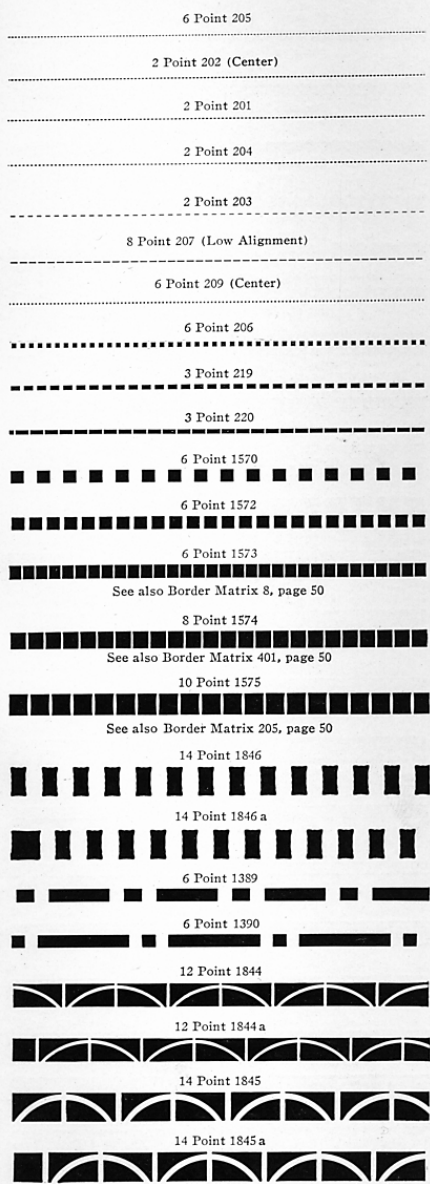 6 Point 205
2 Point 202 (Center)
2 Point 201
2 Point 204
2 Point 203
8 Point 207 (Low Alignment)
6 Point 209 (Center)
6 Point 206
3 Point 219
3 Point 220
6 Point 1570
6 Point 1572
6 Point 1573
See also Border Matrix 8, page 50
8 Point 1574
See also Border Matrix 401, page 50
10 Point 1575
See also Border Matrix 205, page 50
14 Point 1846
14 Point 1846 a
6 Point 1389
6 Point 1390
12 Point 1844
12 Point 1844 a
14 Point 1845
14 Point 1845 a